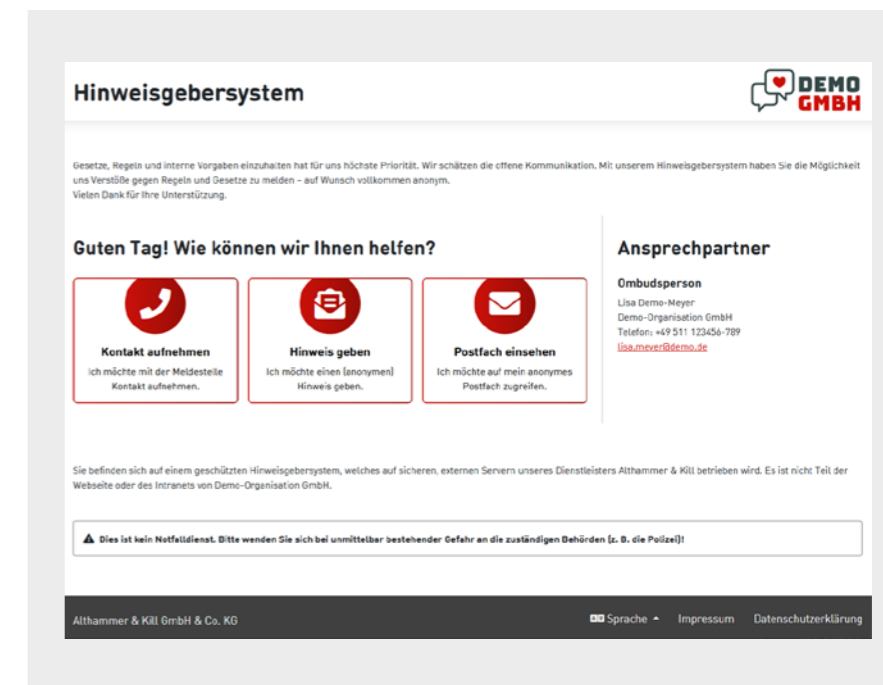 Hinweisgebersystem
DEMO
GMBH
Gesetze, Regeln und interne Vorgaben einzuhalten hat für uns höchste Priorität. Wir schätzen die offene Kommunikation. Mit unserem Hinweisgebersystem haben Sie die Möglichkeit
uns Verstöße gegen Regeln und Gesetze zu melden – auf Wunsch vollkommen anonym.
Vielen Dank für Ihre Unterstützung.
Guten Tag! Wie können wir Ihnen helfen?
Kontakt aufnehmen
Ich möchte mit der Meldestelle
Kontakt aufnehmen.
Hinweis geben
Ich möchte einen (anonymen)
Hinweis geben.
Postfach einsehen
Ich möchte auf mein anonymes
Postfach zugreifen.
Ansprechpartner
Ombudsperson
Lisa Demo-Meyer
Demo-Organisation GmbH
Telefon: +49 511 123456-789
lisa.meyer@demo.de
Sie befinden sich auf einem geschützten Hinweisgebersystem, welches auf sicheren, externen Servern unseres Dienstleisters Althammer & Kill betrieben wird. Es ist nicht Teil der
Webseite oder des Intranets von Demo-Organisation GmbH.
Dies ist kein Notfalldienst. Bitte wenden Sie sich bei unmittelbar bestehender Gefahr an die zuständigen Behörden (z. B. die Polizei)!
Althammer & Kill GmbH & Co. KG
Sprache
Impressum
Datenschutzerklärung